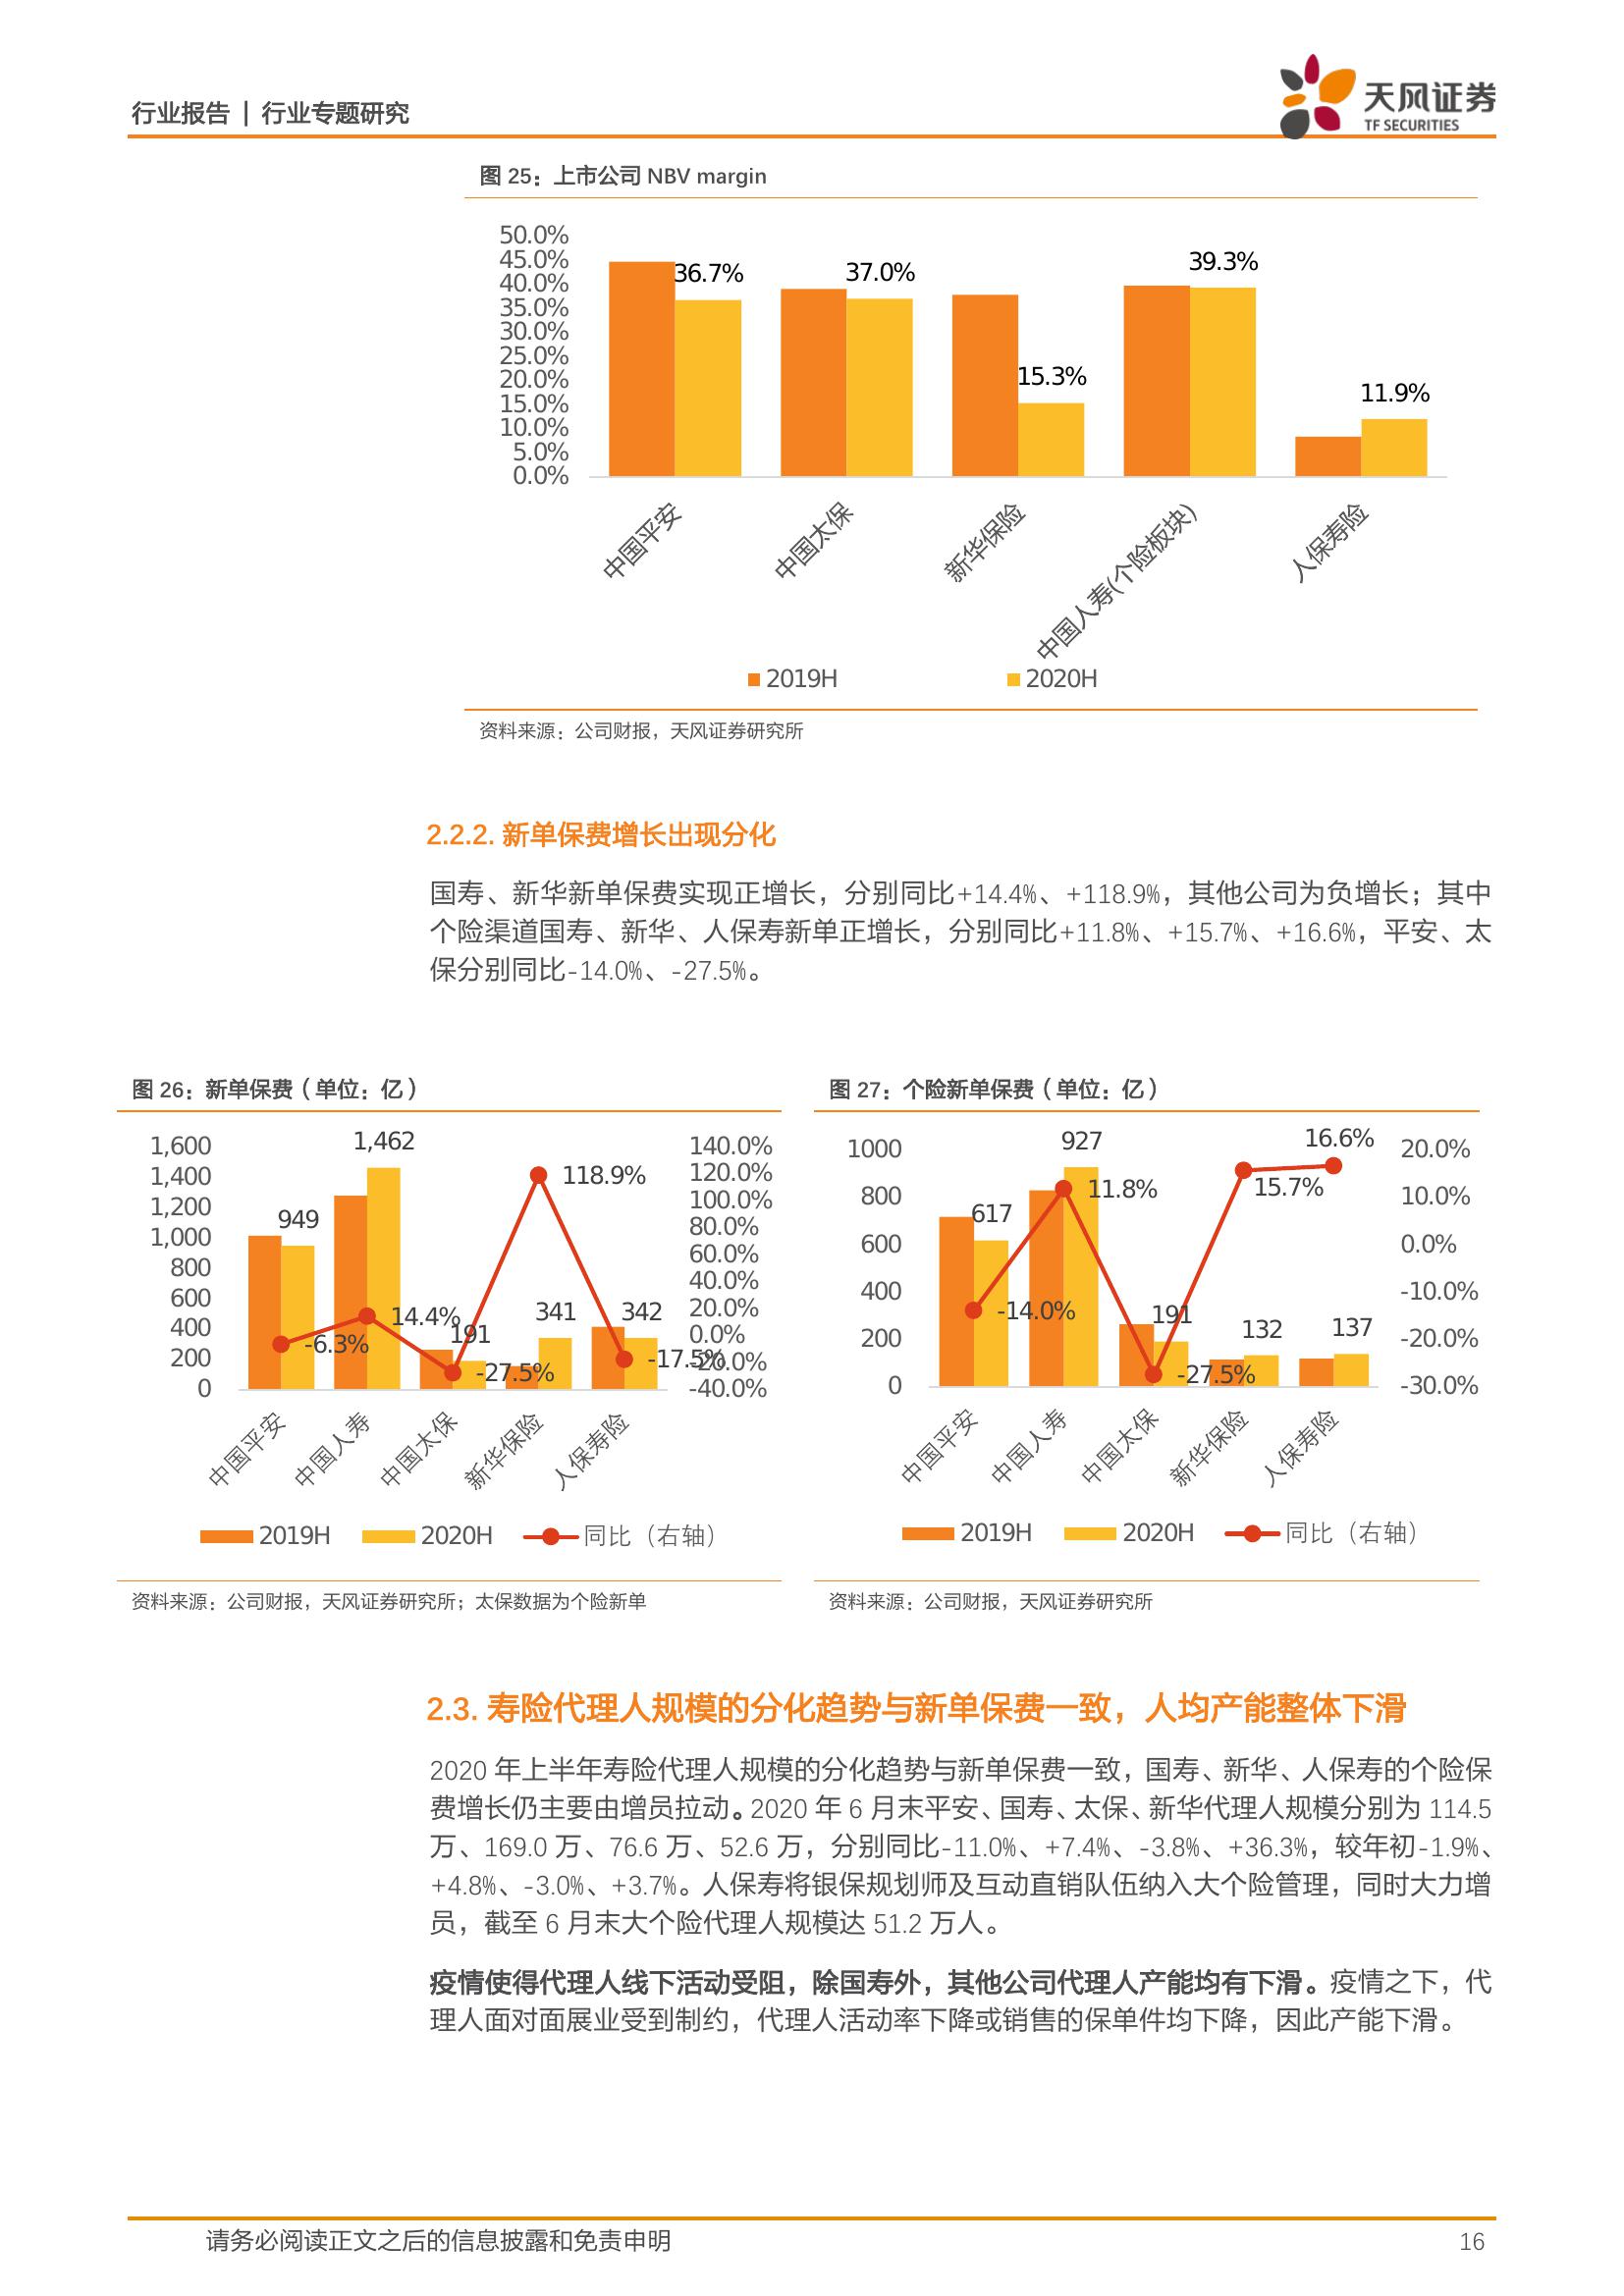 行业报告 | 行业专题研究
天风证券
TF SECURITIES
图 25：上市公司 NBV margin
50.0%
45.0%
40.0%
35.0%
30.0%
25.0%
20.0%
15.0%
10.0%
5.0%
0.0%
36.7%
37.0%
15.3%
39.3%
11.9%
中国平安
中国太保
新华保险
中国人寿(个险板块)
人保寿险
2019H
2020H
资料来源：公司财报，天风证券研究所
2.2.2. 新单保费增长出现分化
国寿、新华新单保费实现正增长，分别同比+14.4%、+118.9%，其他公司为负增长；其中
个险渠道国寿、新华、人保寿新单正增长，分别同比+11.8%、+15.7%、+16.6%，平安、太
保分别同比-14.0%、-27.5%。
图 26：新单保费（单位：亿）
1,600
1,400
1,200
1,000
800
600
400
200
0
949
1,462
191
341
342
-6.3%
14.4%
-27.5%
118.9%
-17.5%
140.0%
120.0%
100.0%
80.0%
60.0%
40.0%
20.0%
0.0%
-20.0%
-40.0%
中国平安
中国人寿
中国太保
新华保险
人保寿险
2019H
2020H
同比（右轴）
资料来源：公司财报，天风证券研究所；太保数据为个险新单
图 27：个险新单保费（单位：亿）
1000
800
600
400
200
0
617
927
191
132
137
-14.0%
11.8%
-27.5%
15.7%
16.6%
20.0%
10.0%
0.0%
-10.0%
-20.0%
-30.0%
中国平安
中国人寿
中国太保
新华保险
人保寿险
2019H
2020H
同比（右轴）
资料来源：公司财报，天风证券研究所
2.3. 寿险代理人规模的分化趋势与新单保费一致，人均产能整体下滑
2020 年上半年寿险代理人规模的分化趋势与新单保费一致，国寿、新华、人保寿的个险保
费增长仍主要由增员拉动。2020 年 6 月末平安、国寿、太保、新华代理人规模分别为 114.5
万、169.0 万、76.6 万、52.6 万，分别同比-11.0%、+7.4%、-3.8%、+36.3%，较年初-1.9%、
+4.8%、-3.0%、+3.7%。人保寿将银保规划师及互动直销队伍纳入大个险管理，同时大力增
员，截至 6 月末大个险代理人规模达 51.2 万人。
疫情使得代理人线下活动受阻，除国寿外，其他公司代理人产能均有下滑。疫情之下，代
理人面对面展业受到制约，代理人活动率下降或销售的保单件均下降，因此产能下滑。
请务必阅读正文之后的信息披露和免责申明
16